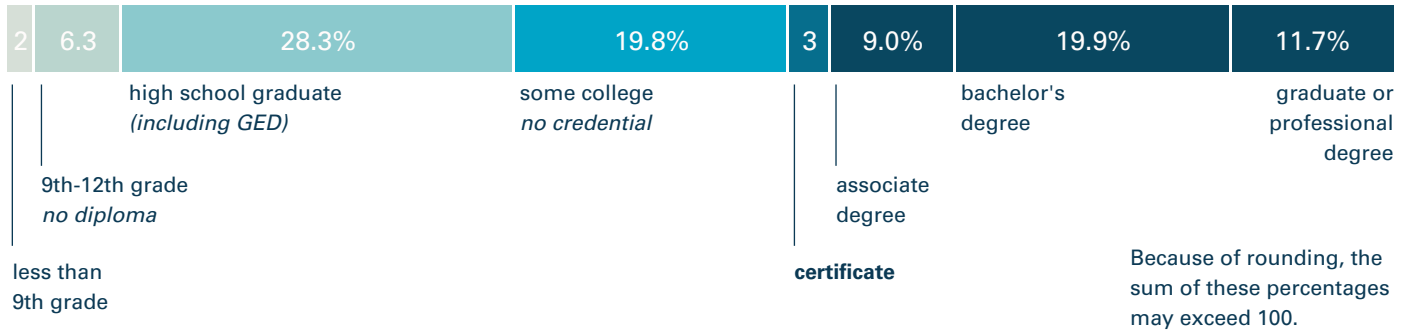 2 6.3 28.3% 19.8% 3 9.0% 19.9% 11.7%
high school graduate
(including GED)
some college
no credential
bachelor's
degree
graduate or
professional
degree
9th-12th grade
no diploma
associate
degree
less than
9th grade
certificate
Because of rounding, the
sum of these percentages
may exceed 100.